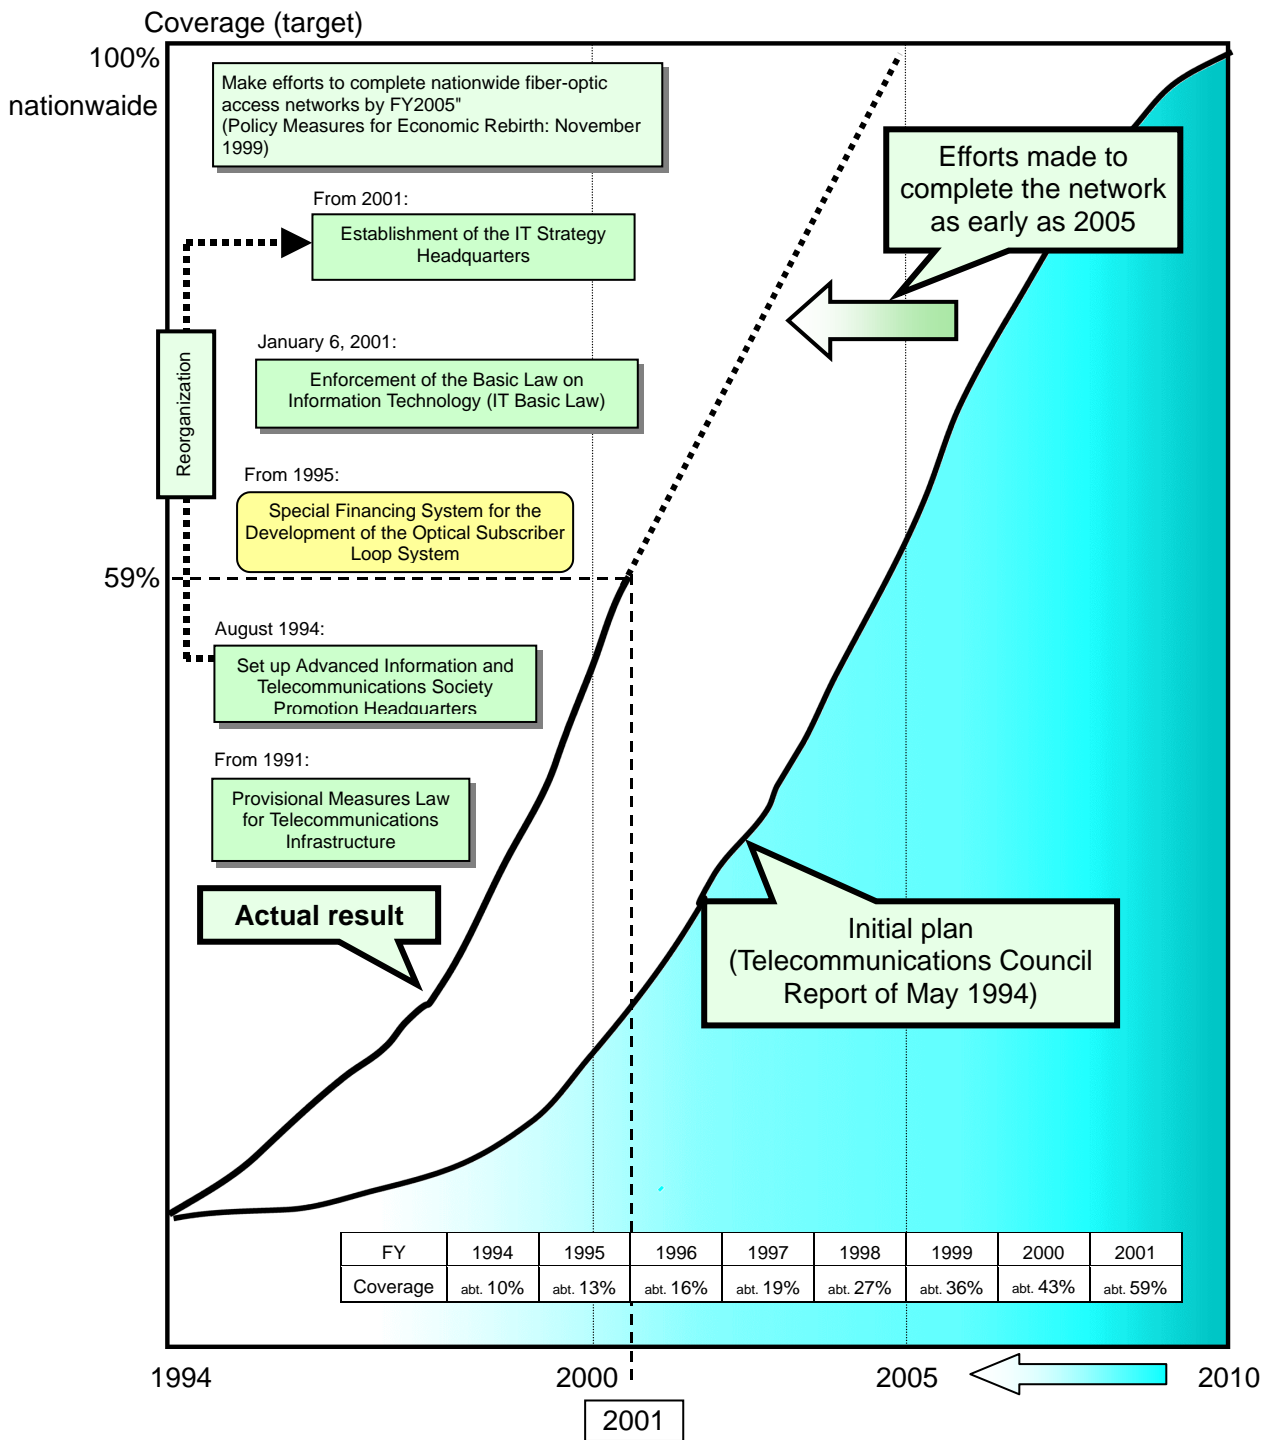 Coverage (target)
100%
nationwaide
Make efforts to complete nationwide fiber-optic
access networks by FY2005"
(Policy Measures for Economic Rebirth: November
1999)
Efforts made to
complete the network
as early as 2005
From 2001:
Establishment of the IT Strategy
Headquarters
Reorganization
January 6, 2001:
Enforcement of the Basic Law on
Information Technology (IT Basic Law)
From 1995:
Special Financing System for the
Development of the Optical Subscriber
Loop System
59%
August 1994:
Set up Advanced Information and
Telecommunications Society
Promotion Headquarters
From 1991:
Provisional Measures Law
for Telecommunications
Infrastructure
Actual result
Initial plan
(Telecommunications Council
Report of May 1994)
FY 1994 1995 1996 1997 1998 1999 2000 2001
Coverage abt. 10% abt. 13% abt. 16% abt. 19% abt. 27% abt. 36% abt. 43% abt. 59%
1994 2000 2005 2010
2001